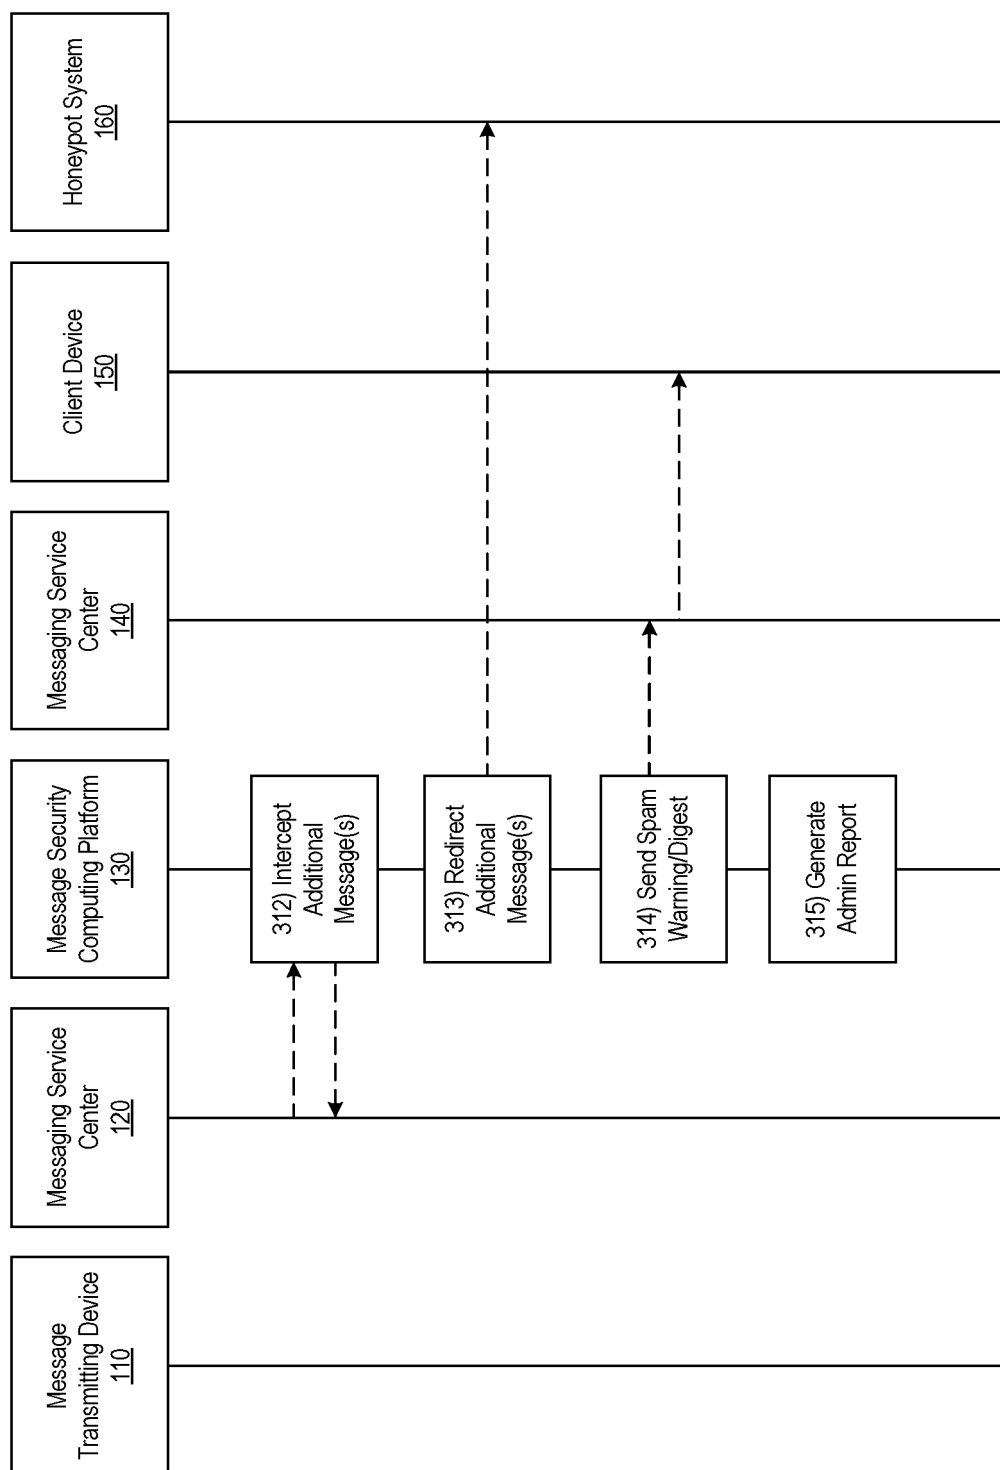 Message
Transmitting Device
110
Messaging Service
Center
120
Message Security
Computing Platform
130
Messaging Service
Center
140
Client Device
150
Honeypot System
160
312) Intercept
Additional
Message(s)
313) Redirect
Additional
Message(s)
314) Send Spam
Warning/Digest
315) Generate
Admin Report